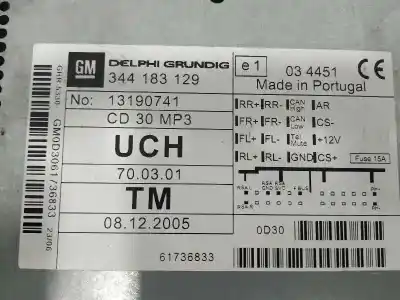 GM
DELPHI GRUNDIG
344 183 129
e1
03 4451
CE
Made in Portugal
No: 13190741
CD 30 MP3
UCH
70.03.01
TM
08.12.2005
61736833
RR+ RR- CAN High AR
FR+ FR- CAN Low CS-
FL+ FL- Tel Mute +12V
RL+ RL- GND CS+
Fuse 15A
0D30
GM0D3061736833